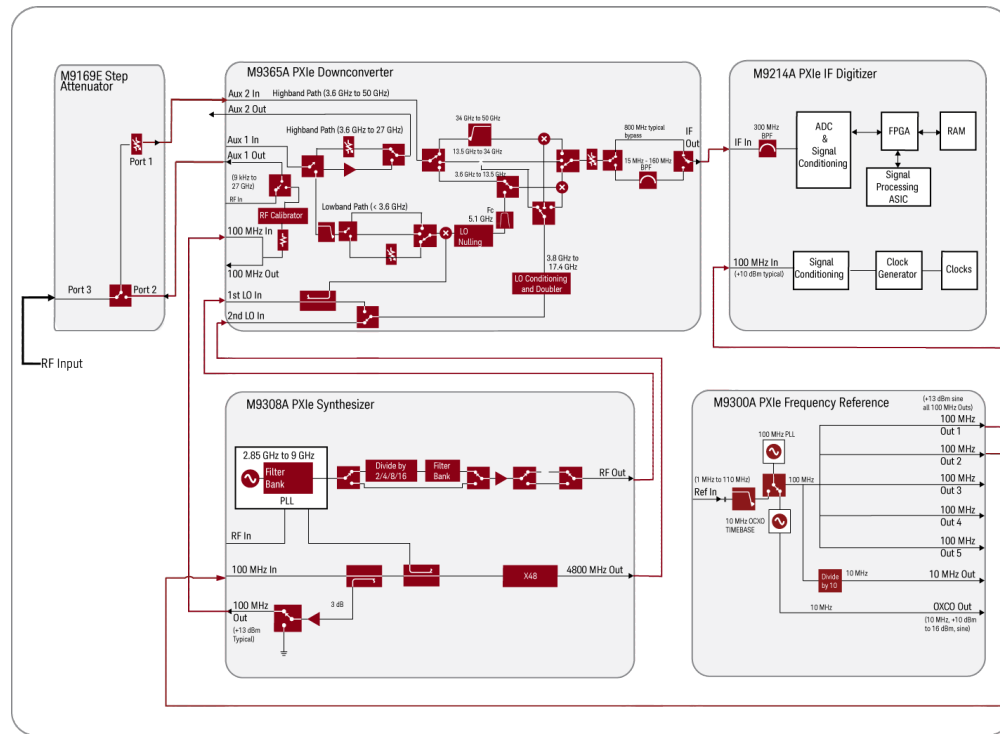 M9169E Step
Attenuator
Port 1
Port 3
Port 2
RF Input
M9365A PXIe Downconverter
Aux 2 In
Highband Path (3.6 GHz to 50 GHz)
Aux 2 Out
Highband Path (3.6 GHz to 27 GHz)
Aux 1 In
Aux 1 Out
(9 kHz to
27 GHz)
RF In
RF Calibrator
100 MHz In
100 MHz Out
1st LO In
2nd LO In
Lowband Path (< 3.6)
34 GHz to 50 GHz
13.5 GHz to 34 GHz
3.6 GHz to 13.5 GHz
Fc
5.1 GHz
LO
Nulling
3.8 GHz to
17.4 GHz
LO Conditioning
and Doubler
800 MHz typical
bypass
15 MHz - 160 MHz
BPF
IF
Out
M9214A PXIe IF Digitizer
300 MHz
BPF
IF In
ADC
&
Signal
Conditioning
FPGA
RAM
Signal
Processing
ASIC
100 MHz In
(+10 dBm typical)
Signal
Conditioning
Clock
Generator
Clocks
M9308A PXIe Synthesizer
2.85 GHz to 9 GHz
Filter
Bank
PLL
Divide by
2/4/8/16
Filter
Bank
RF Out
RF In
100 MHz In
X48
4800 MHz Out
3 dB
100 MHz
Out
(+13 dBm
Typical)
M9300A PXIe Frequency Reference
(+13 dBm sine
all 100 MHz Outs)
100 MHz
Out 1
100 MHz PLL
100 MHz
Out 2
(1 MHz to 110 MHz)
Ref In
100 MHz
100 MHz
Out 3
10 MHz OCXO
TIMEBASE
100 MHz
Out 4
100 MHz
Out 5
Divide
by 10
10 MHz
10 MHz Out
10 MHz
OXCO Out
(10 MHz, +10 dBm
to 16 dBm, sine)